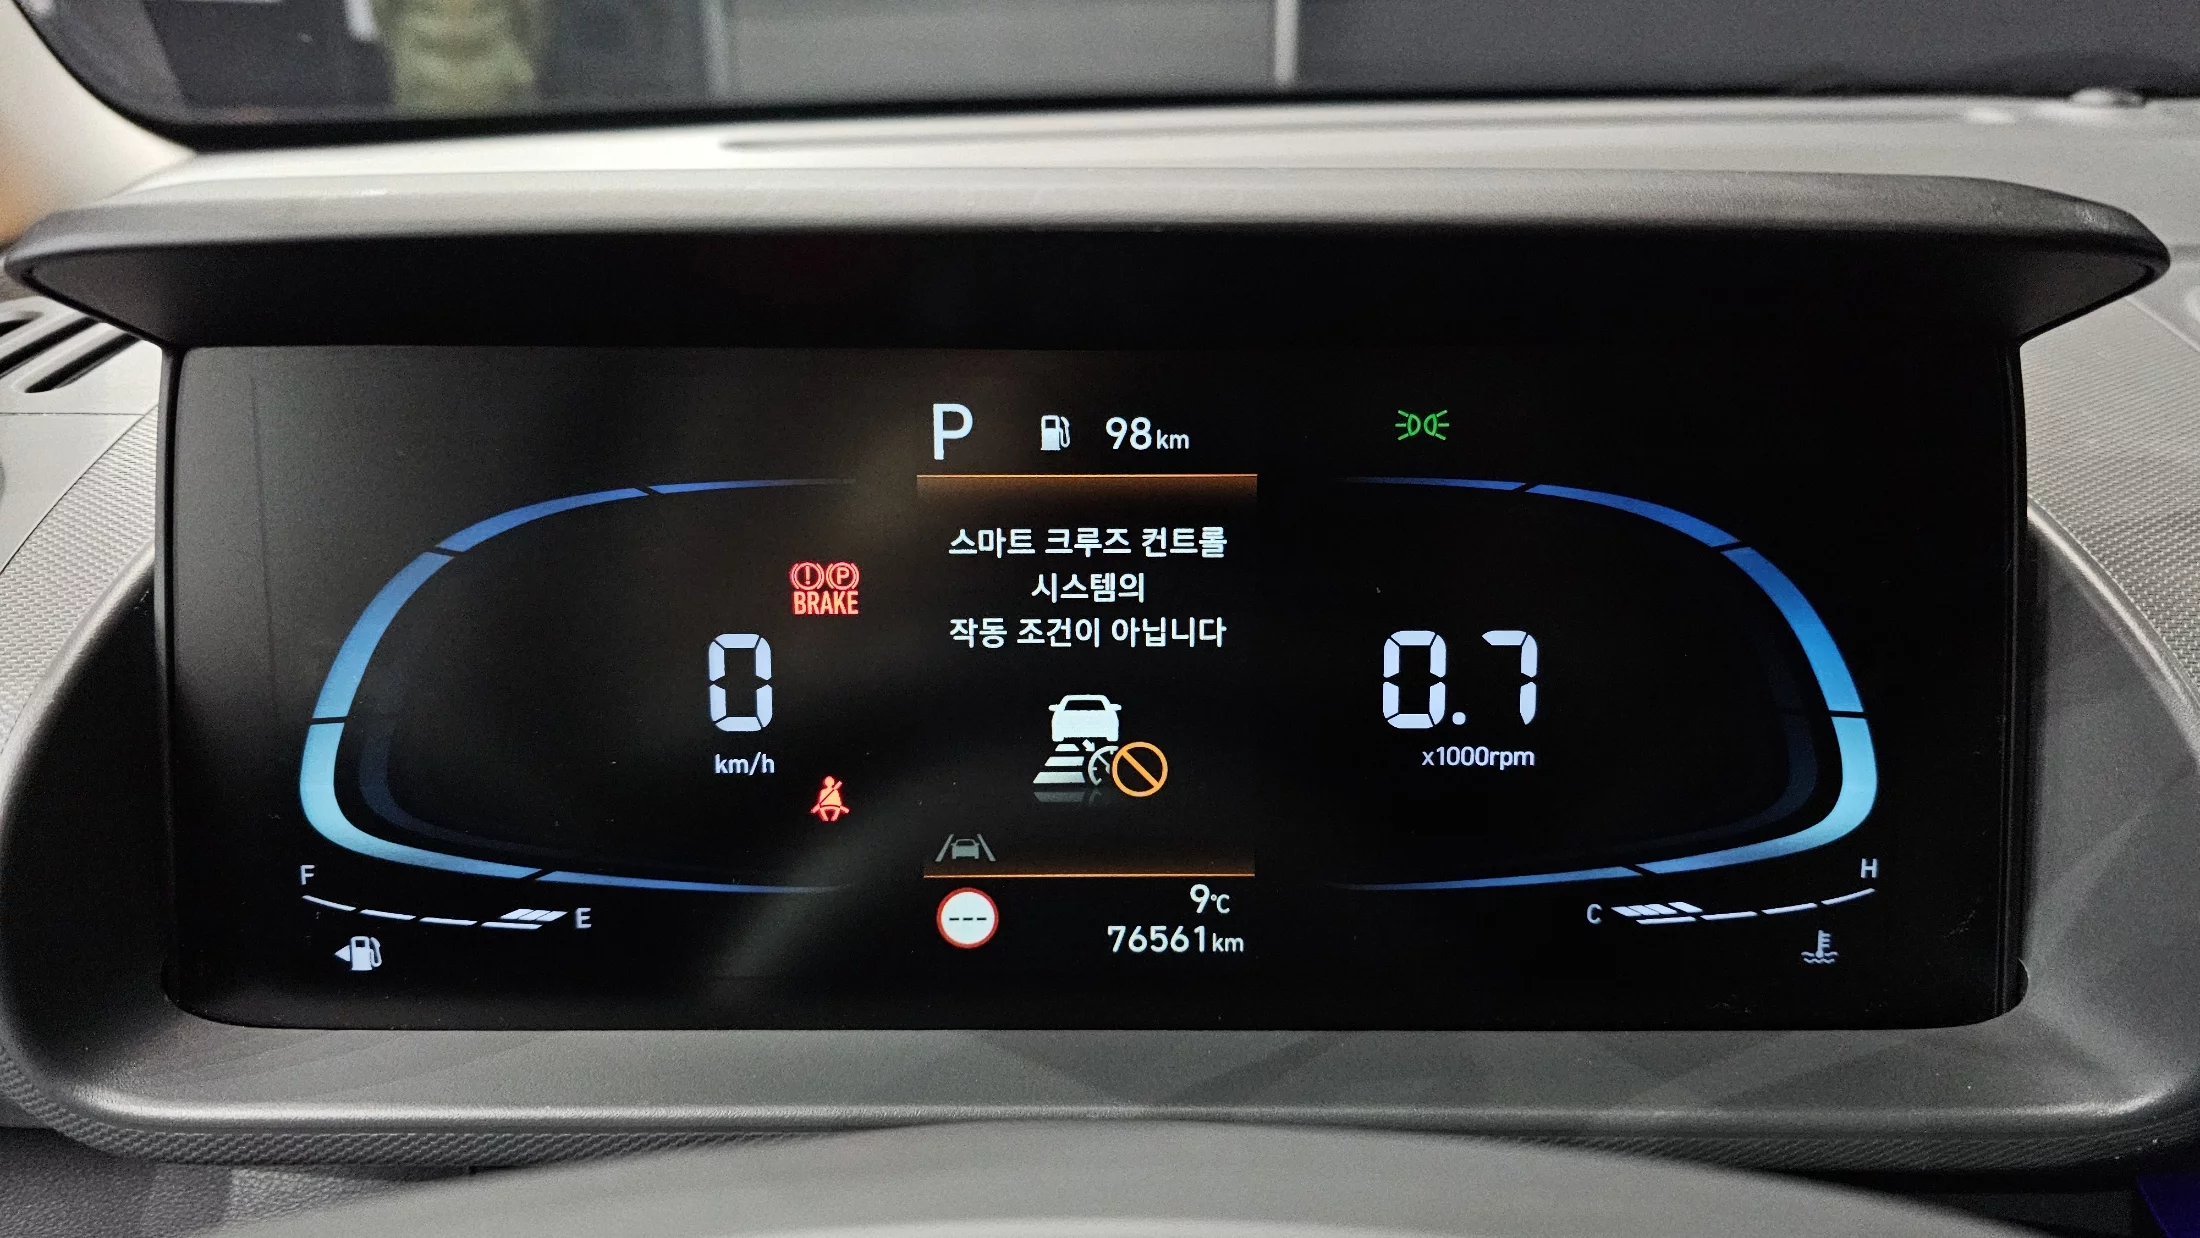 P 98km
스마트 크루즈 컨트롤
시스템의
작동 조건이 아닙니다
(!) (P)
BRAKE
0
km/h
0.7
x1000rpm
F
E
C
H
---
9℃
76561km